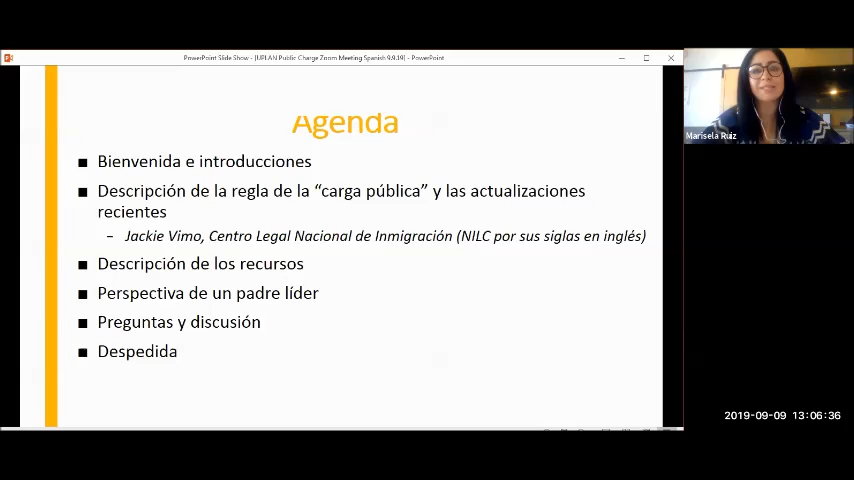 PowerPoint Slide Show - [UPLAN Public Charge Zoom Meeting Spanish 9.9.19] - PowerPoint
Agenda
■ Bienvenida e introducciones
■ Descripción de la regla de la “carga pública” y las actualizaciones
recientes
– Jackie Vimo, Centro Legal Nacional de Inmigración (NILC por sus siglas en inglés)
■ Descripción de los recursos
■ Perspectiva de un padre líder
■ Preguntas y discusión
■ Despedida
Marisela Ruiz
2019-09-09 13:06:36